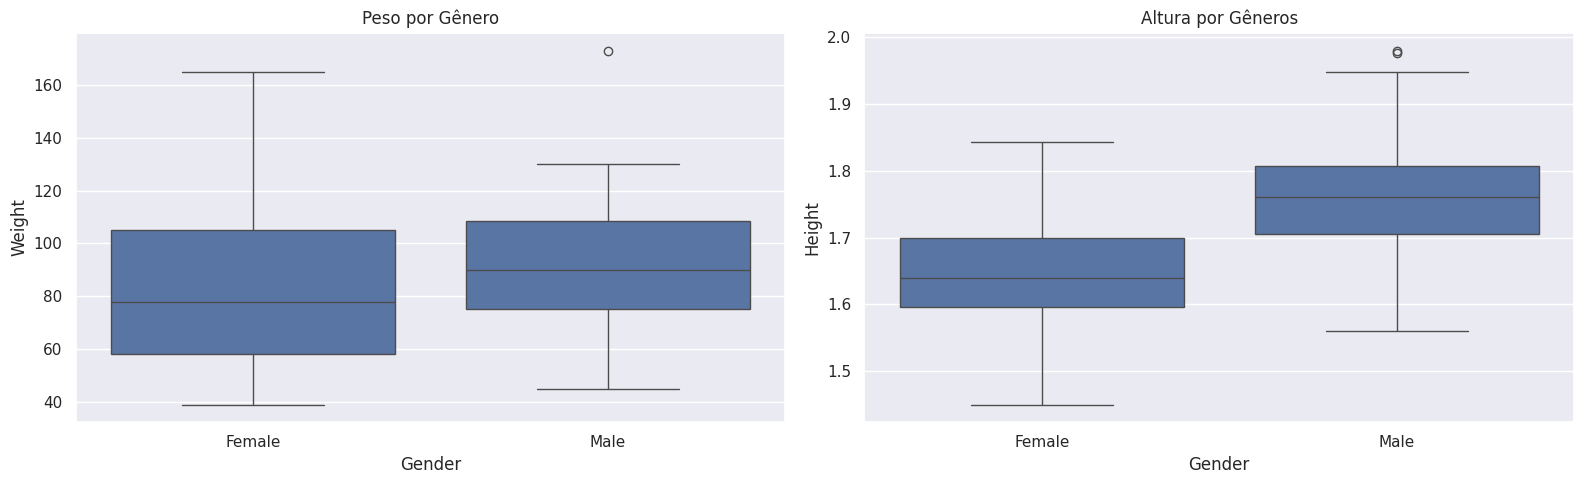 Peso por Gênero
Weight
160
140
120
100
80
60
40
Female
Male
Gender
Altura por Gêneros
Height
2.0
1.9
1.8
1.7
1.6
1.5
Female
Male
Gender